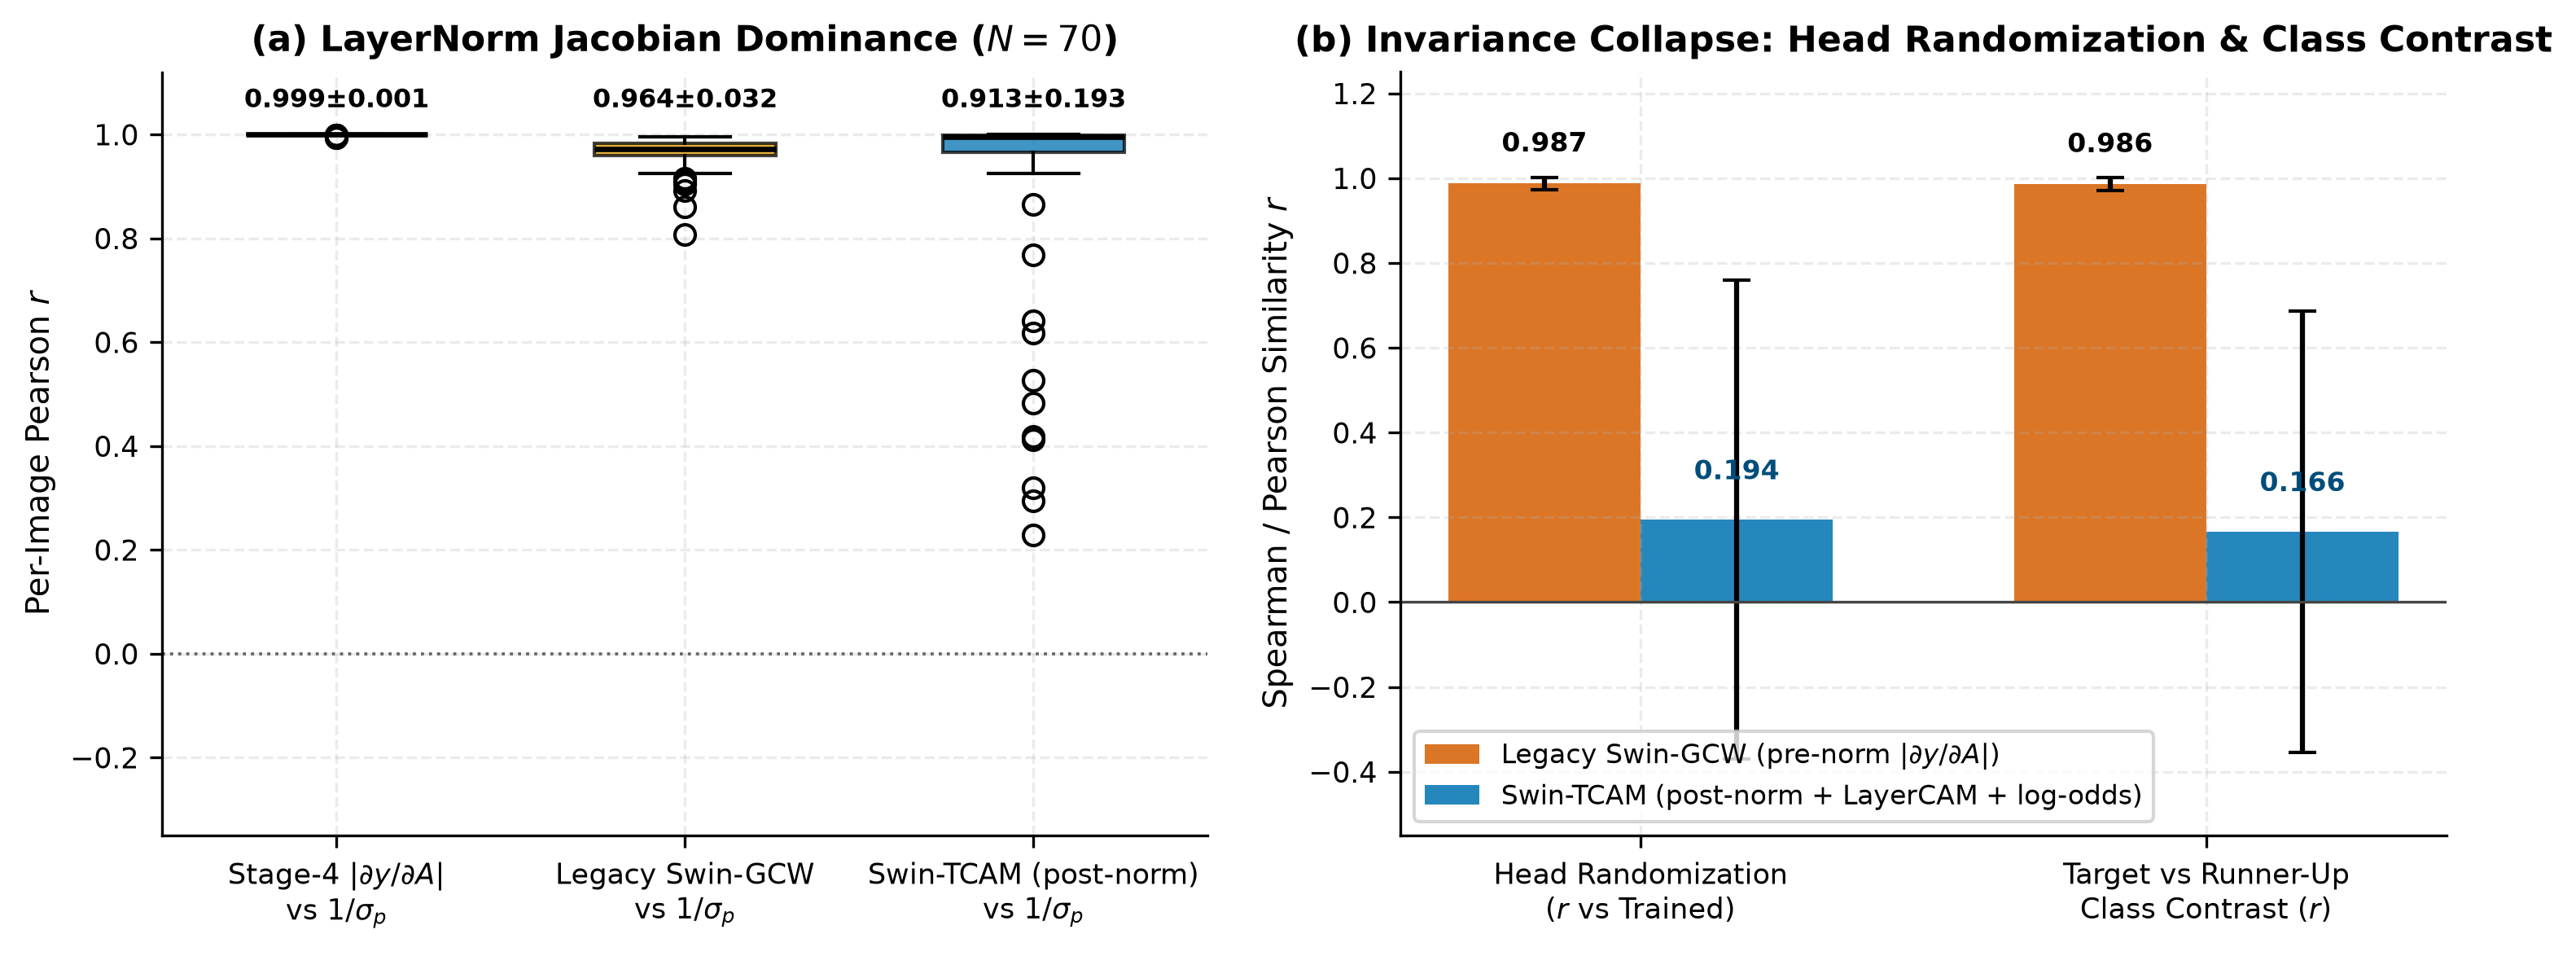 (a) LayerNorm Jacobian Dominance (N = 70)
0.999±0.001
0.964±0.032
0.913±0.193
1.0
0.8
0.6
0.4
0.2
0.0
−0.2
Per-Image Pearson r
Stage-4 |∂y/∂A|
vs 1/σₚ
Legacy Swin-GCW
vs 1/σₚ
Swin-TCAM (post-norm)
vs 1/σₚ
(b) Invariance Collapse: Head Randomization & Class Contrast
1.2
1.0
0.8
0.6
0.4
0.2
0.0
−0.2
−0.4
Spearman / Pearson Similarity r
0.987
0.194
0.986
0.166
Legacy Swin-GCW (pre-norm |∂y/∂A|)
Swin-TCAM (post-norm + LayerCAM + log-odds)
Head Randomization
(r vs Trained)
Target vs Runner-Up
Class Contrast (r)